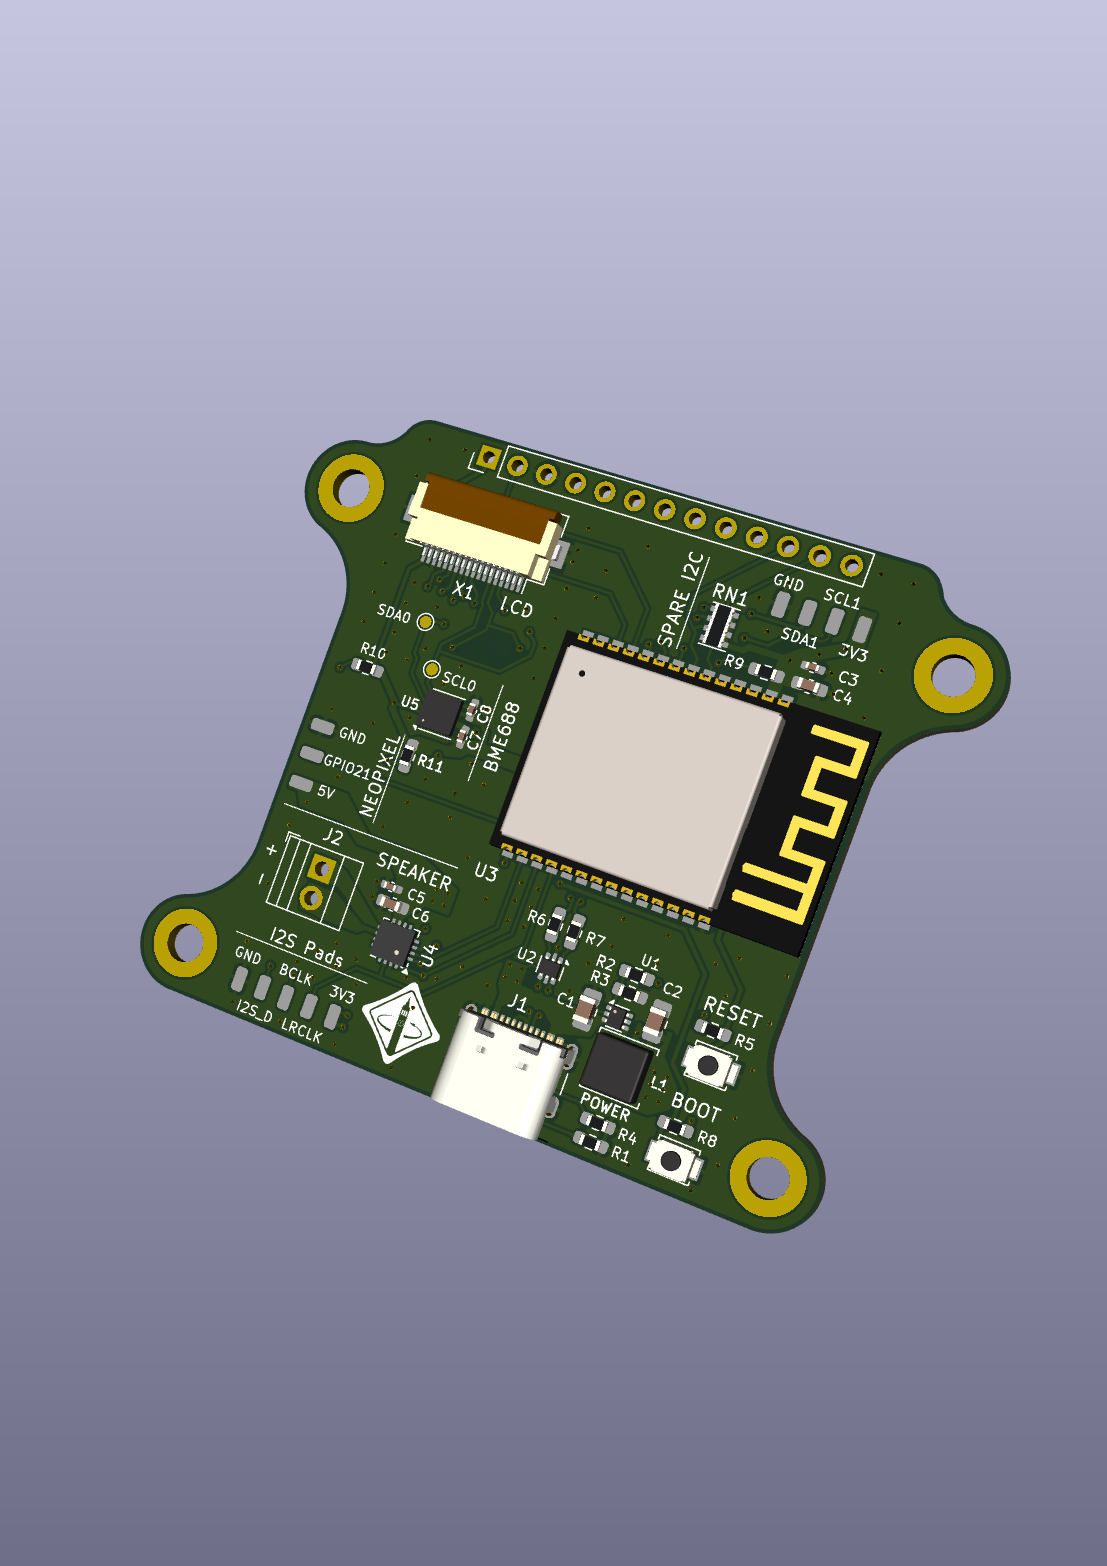 X1
LCD
SPARE I2C
RN1
GND
SCL1
SDA1
3V3
R9
C3
C4
SDA0
R10
SCL0
U5
C8
C7
BME688
GND
GPIO21
5V
NEOPIXEL
R11
J2
+
-
SPEAKER
U3
C5
C6
U4
I2S Pads
GND
BCLK
3V3
I2S_D
LRCLK
R6
R7
U2
R2
U1
R3
C1
C2
J1
RESET
R5
L1
POWER
BOOT
R4
R8
R1